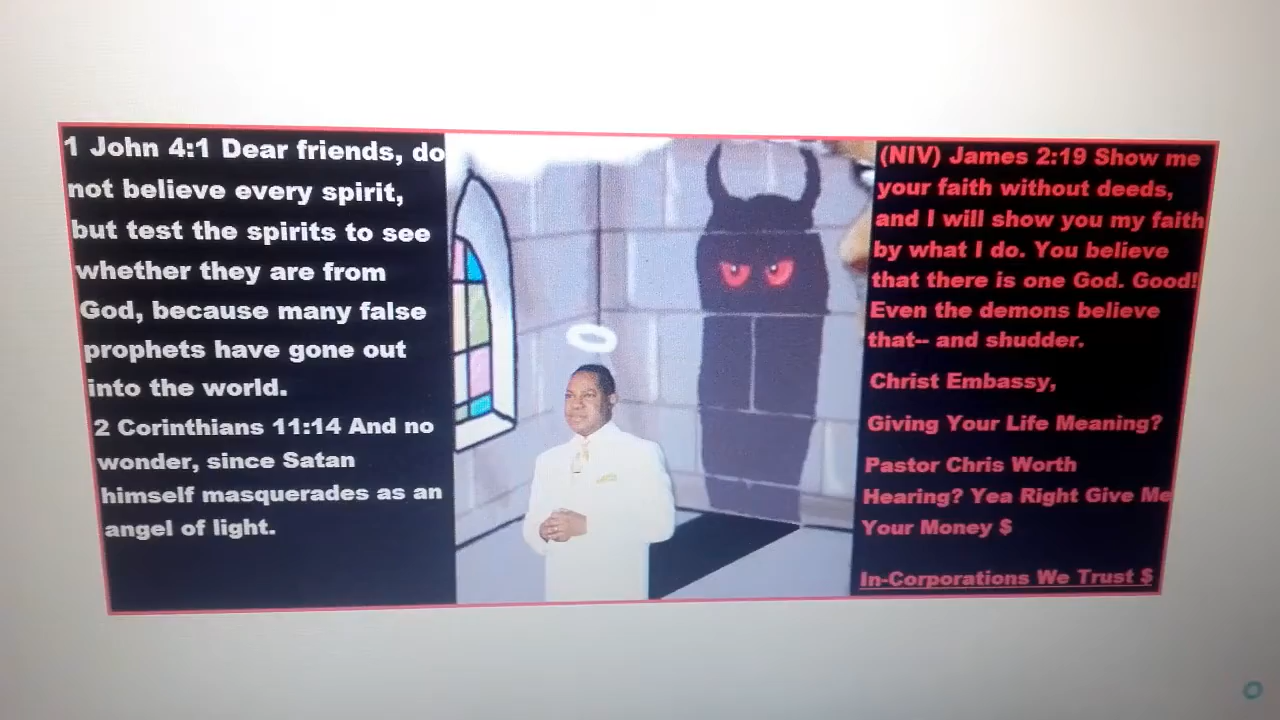 1 John 4:1 Dear friends, do
not believe every spirit,
but test the spirits to see
whether they are from
God, because many false
prophets have gone out
into the world.
2 Corinthians 11:14 And no
wonder, since Satan
himself masquerades as an
angel of light.
(NIV) James 2:19 Show me
your faith without deeds,
and I will show you my faith
by what I do. You believe
that there is one God. Good!
Even the demons believe
that-- and shudder.
Christ Embassy,
Giving Your Life Meaning?
Pastor Chris Worth
Hearing? Yea Right Give Me
Your Money $
In-Corporations We Trust $